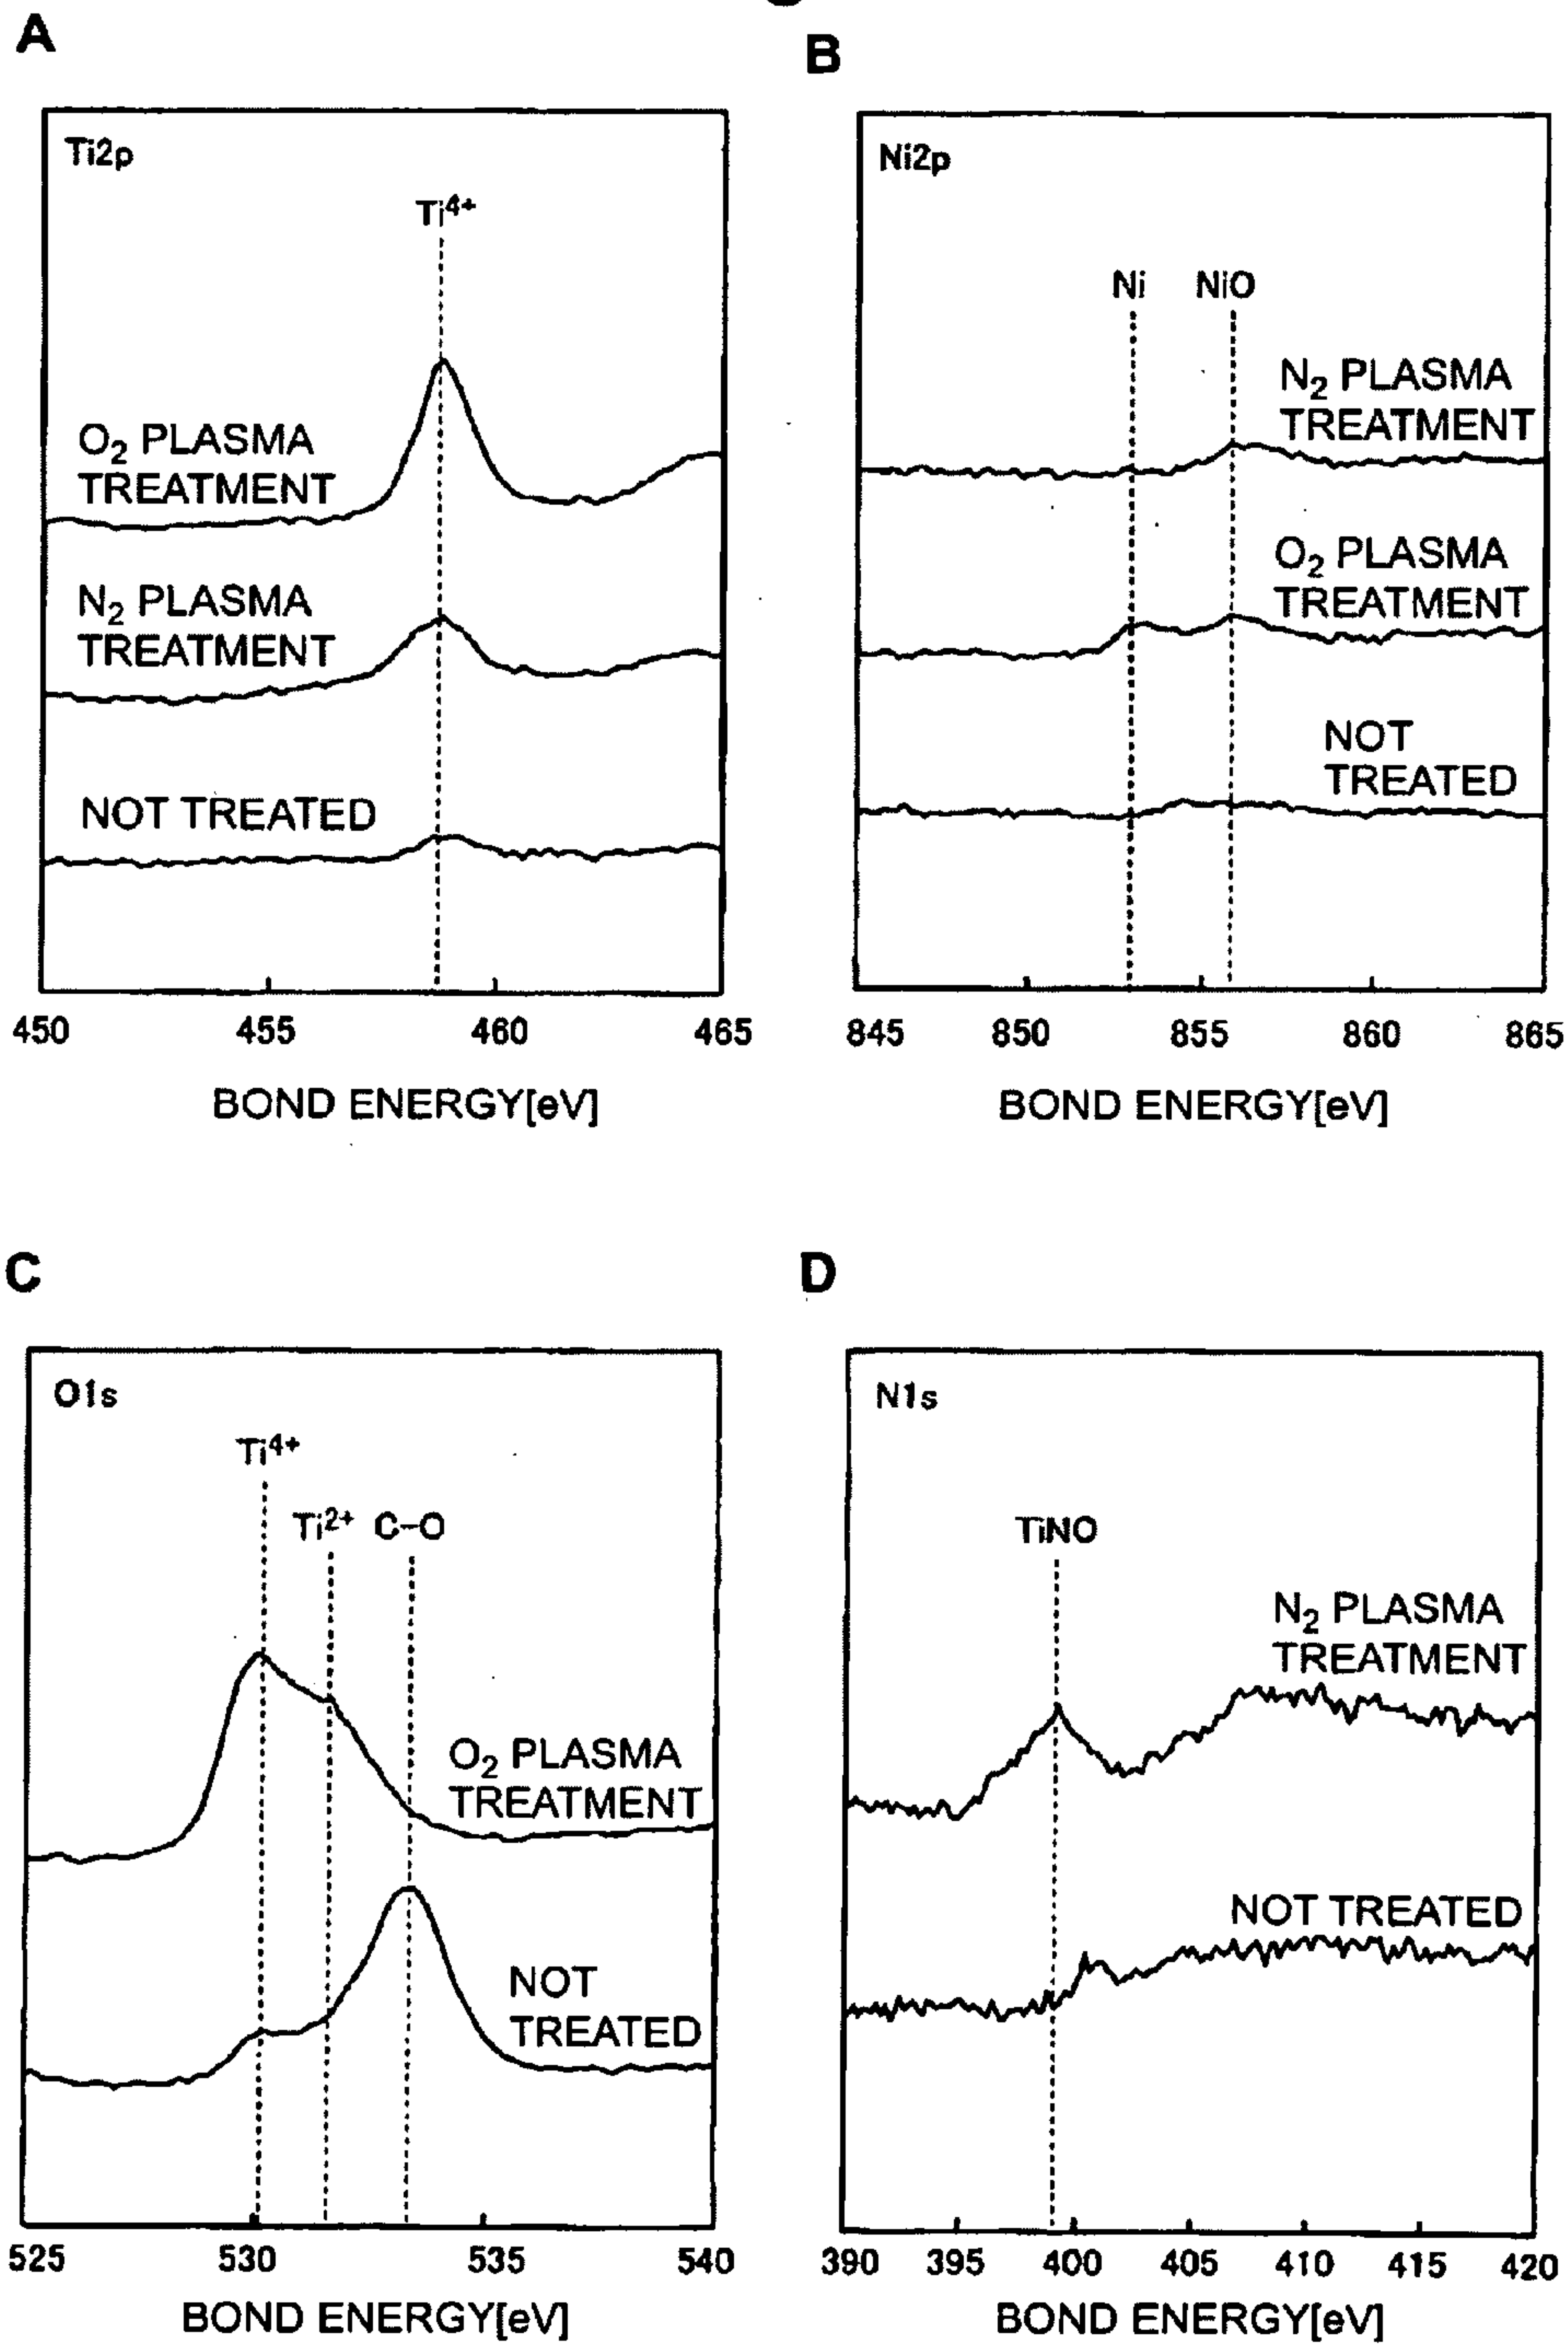 A
Ti2p
Ti4+
O2 PLASMA
TREATMENT
N2 PLASMA
TREATMENT
NOT TREATED
450 455 460 465
BOND ENERGY[eV]
B
Ni2p
Ni NiO
N2 PLASMA
TREATMENT
O2 PLASMA
TREATMENT
NOT
TREATED
845 850 855 860 865
BOND ENERGY[eV]
C
O1s
Ti4+
Ti2+ C-O
O2 PLASMA
TREATMENT
NOT
TREATED
525 530 535 540
BOND ENERGY[eV]
D
N1s
TiNO
N2 PLASMA
TREATMENT
NOT TREATED
390 395 400 405 410 415 420
BOND ENERGY[eV]